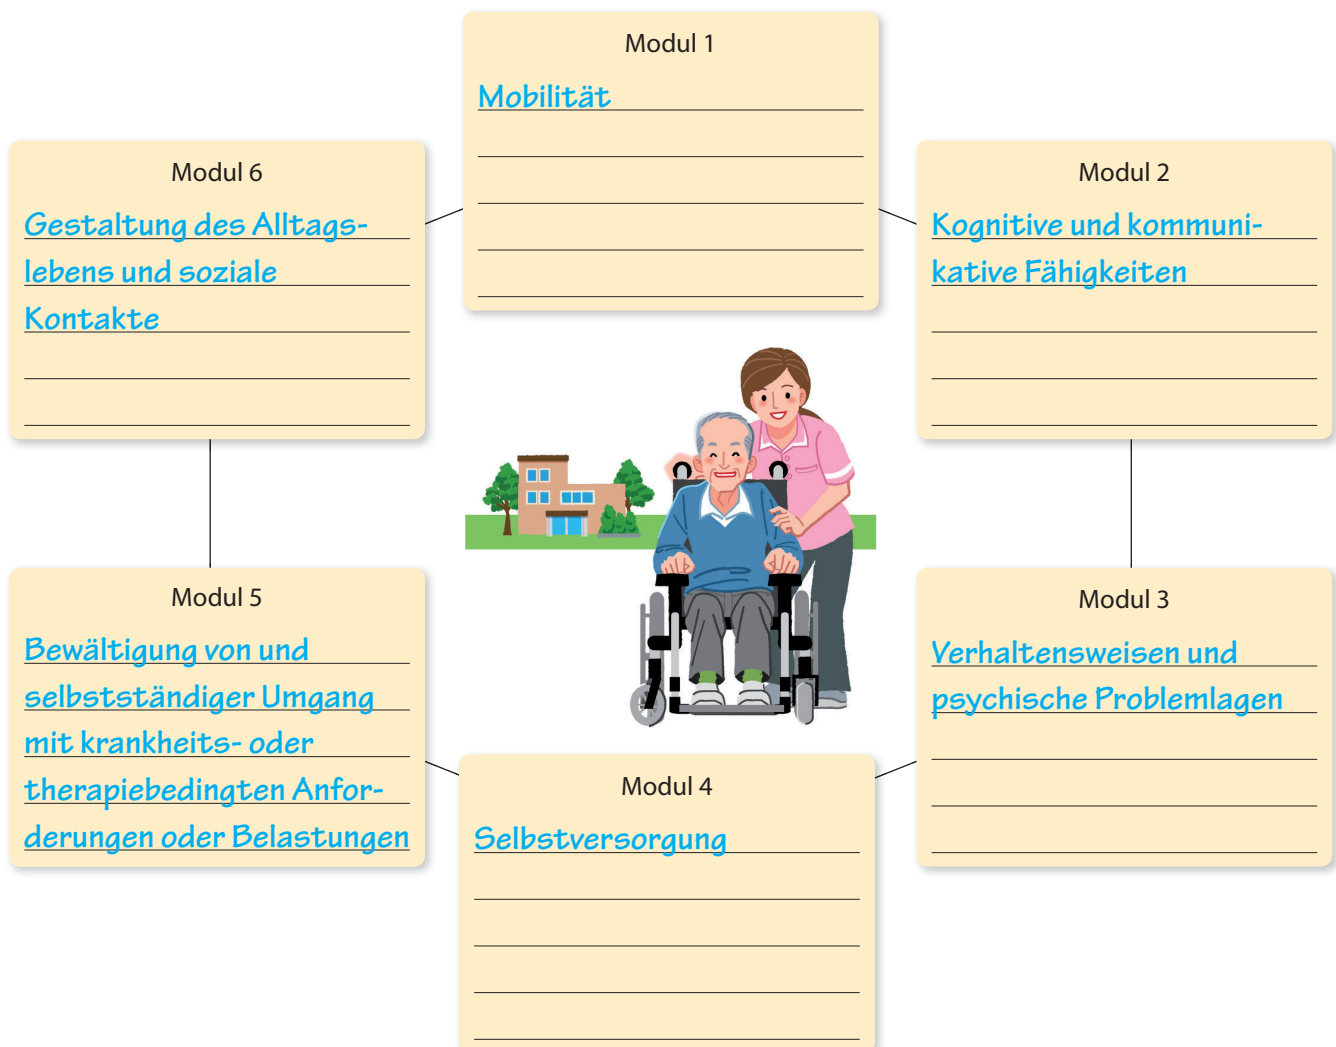 Modul 1
Mobilität
Modul 6
Gestaltung des Alltags-
lebens und soziale
Kontakte
Modul 2
Kognitive und kommuni-
kative Fähigkeiten
Modul 5
Bewältigung von und
selbstständiger Umgang
mit krankheits- oder
therapiebedingten Anfor-
derungen oder Belastungen
Modul 3
Verhaltensweisen und
psychische Problemlagen
Modul 4
Selbstversorgung